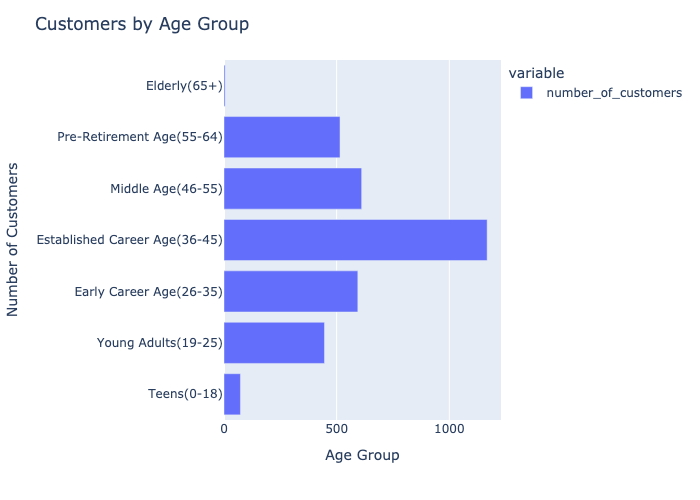 Customers by Age Group
variable
number_of_customers
Number of Customers
Elderly(65+)
Pre-Retirement Age(55-64)
Middle Age(46-55)
Established Career Age(36-45)
Early Career Age(26-35)
Young Adults(19-25)
Teens(0-18)
0 500 1000
Age Group